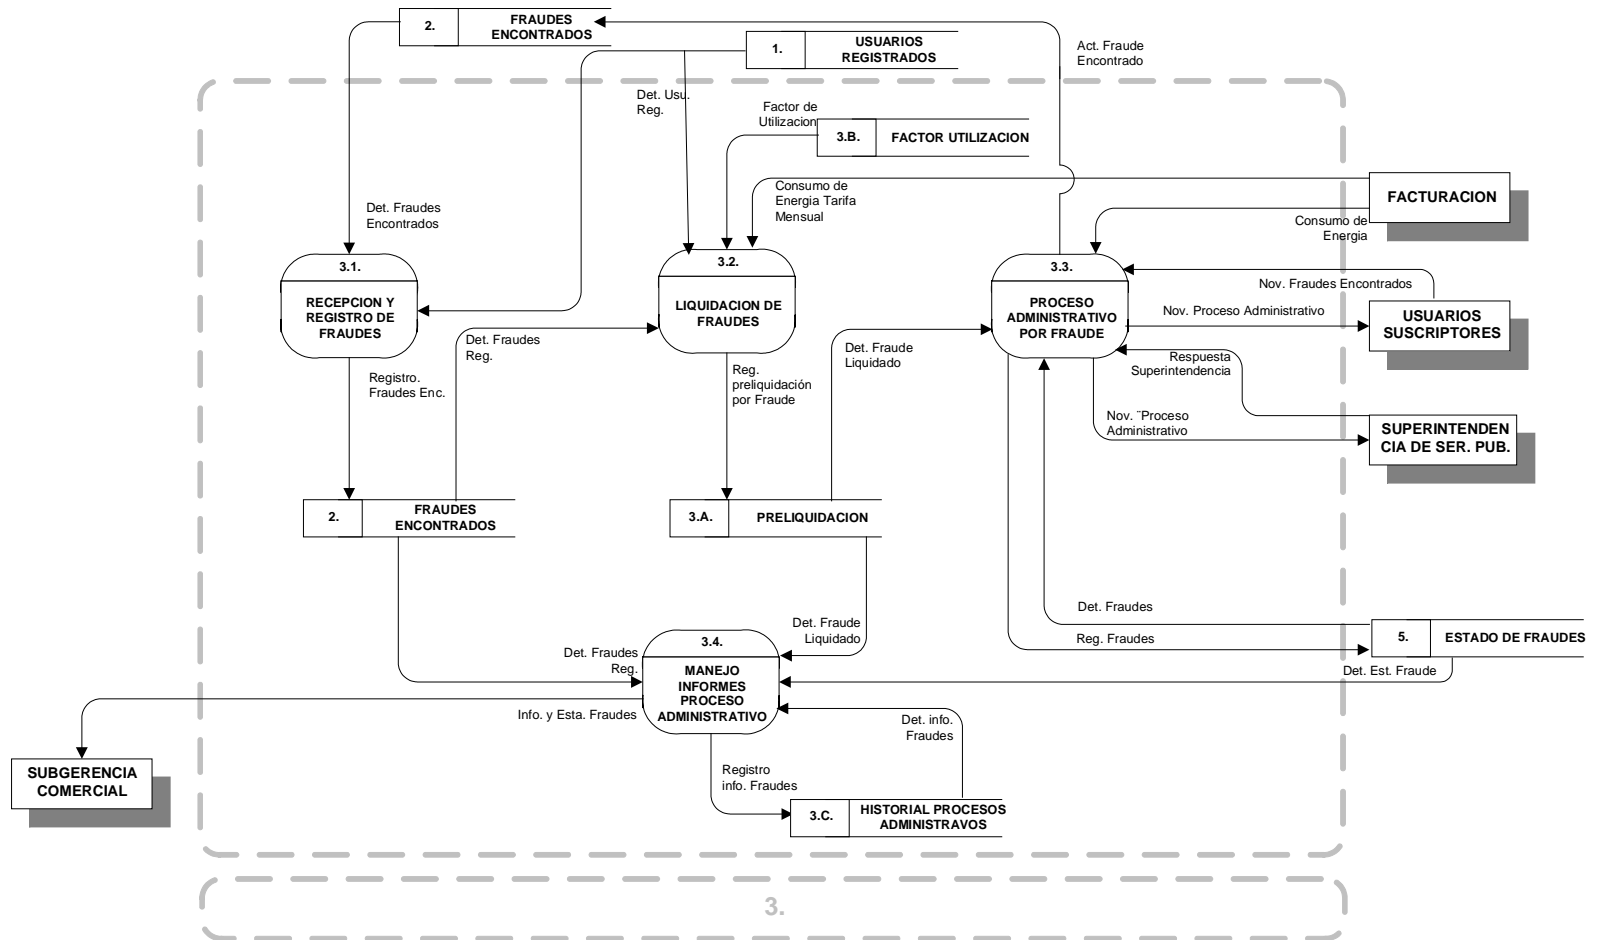 2.
FRAUDES
ENCONTRADOS
1.
USUARIOS
REGISTRADOS
Act. Fraude
Encontrado
Det. Usu.
Reg.
Factor de
Utilizacion
3.B.
FACTOR UTILIZACION
Consumo de
Energia Tarifa
Mensual
FACTURACION
Det. Fraudes
Encontrados
Consumo de
Energia
3.1.
RECEPCION Y
REGISTRO DE
FRAUDES
3.2.
LIQUIDACION DE
FRAUDES
3.3.
PROCESO
ADMINISTRATIVO
POR FRAUDE
Nov. Fraudes Encontrados
Nov. Proceso Administrativo
USUARIOS
SUSCRIPTORES
Det. Fraudes
Reg.
Det. Fraude
Liquidado
Respuesta
Superintendencia
Registro.
Fraudes Enc.
Reg.
preliquidación
por Fraude
Nov. ¨Proceso
Administrativo
SUPERINTENDEN
CIA DE SER. PUB.
2.
FRAUDES
ENCONTRADOS
3.A.
PRELIQUIDACION
Det. Fraudes
Reg. Fraudes
5.
ESTADO DE FRAUDES
Det. Fraude
Liquidado
Det. Fraudes
Reg.
3.4.
MANEJO
INFORMES
PROCESO
ADMINISTRATIVO
Det. Est. Fraude
Info. y Esta. Fraudes
Det. info.
Fraudes
SUBGERENCIA
COMERCIAL
Registro
info. Fraudes
3.C.
HISTORIAL PROCESOS
ADMINISTRAVOS
3.